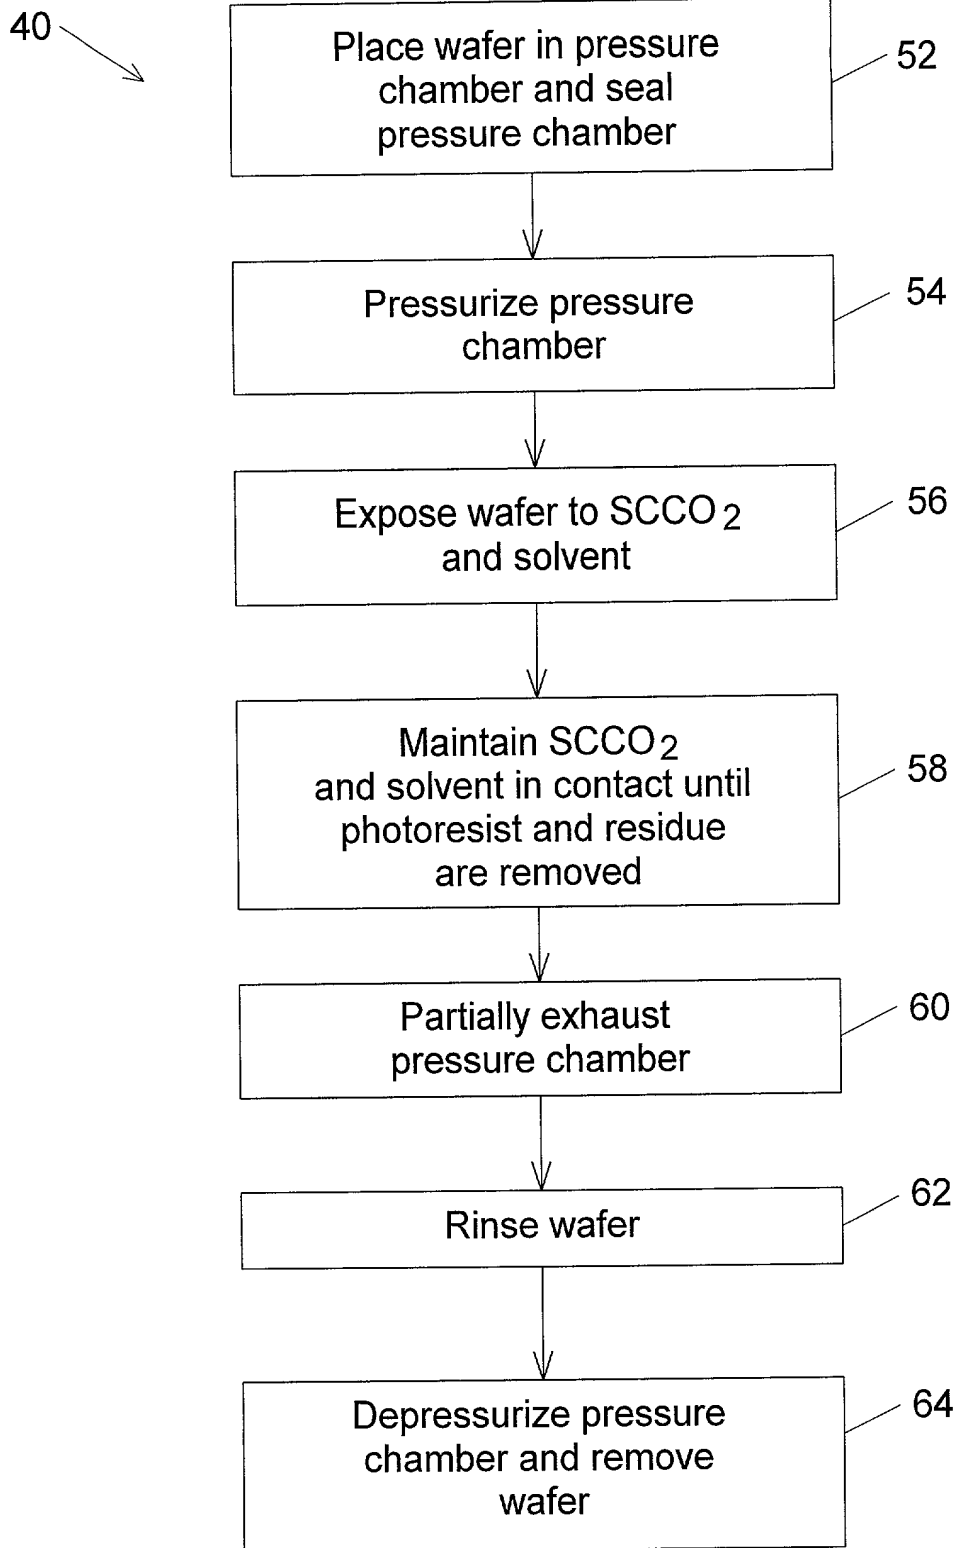 40
Place wafer in pressure
chamber and seal
pressure chamber
52
Pressurize pressure
chamber
54
Expose wafer to SCCO2
and solvent
56
Maintain SCCO2
and solvent in contact until
photoresist and residue
are removed
58
Partially exhaust
pressure chamber
60
Rinse wafer
62
Depressurize pressure
chamber and remove
wafer
64